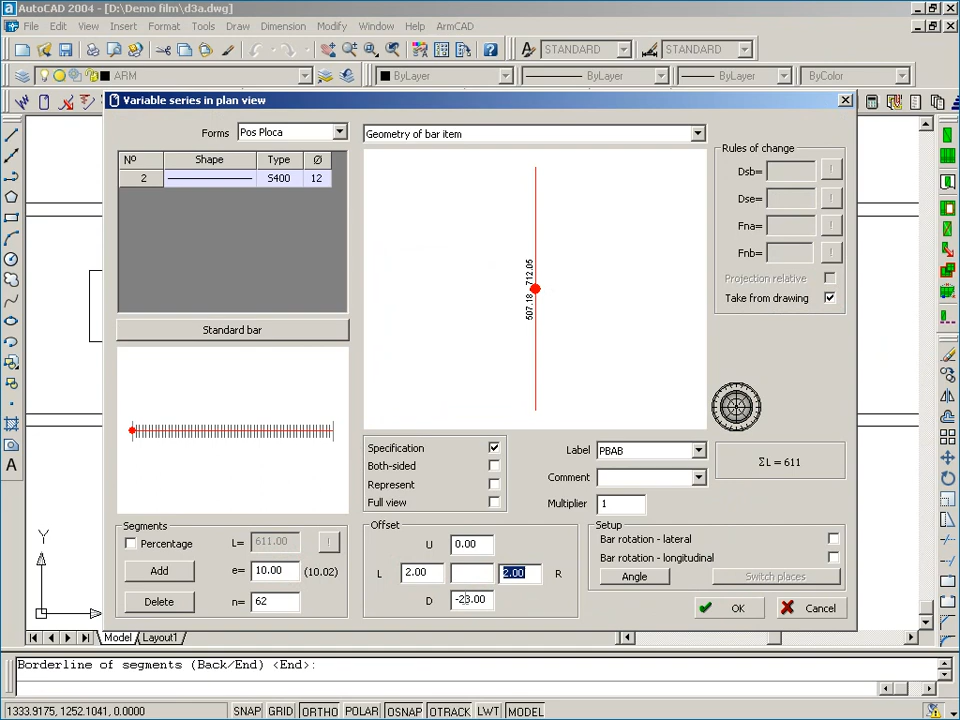 AutoCAD 2004 - [D:\Demo film\d3a.dwg]
File Edit View Insert Format Tools Draw Dimension Modify Window Help ArmCAD
STANDARD STANDARD
ARM ByLayer ByLayer ByLayer ByColor
Variable series in plan view
Forms Pos Ploca
Geometry of bar item
Nº Shape Type Ø
2 S400 12
Standard bar
507.18 712.05
Rules of change
Dsb=
Dse=
Fna=
Fnb=
Projection relative
Take from drawing
Specification
Both-sided
Represent
Full view
Label PBAB
Comment
Multiplier 1
ΣL = 611
Segments
Percentage L= 611.00 !
Add e= 10.00 (10.02)
Delete n= 62
Offset
U 0.00
L 2.00 2.00 R
D -23.00
Setup
Bar rotation - lateral
Bar rotation - longitudinal
Angle Switch places
OK Cancel
Y
Model Layout1
Borderline of segments (Back/End) <End>:
1333.9175, 1252.1041, 0.0000 SNAP GRID ORTHO POLAR OSNAP OTRACK LWT MODEL